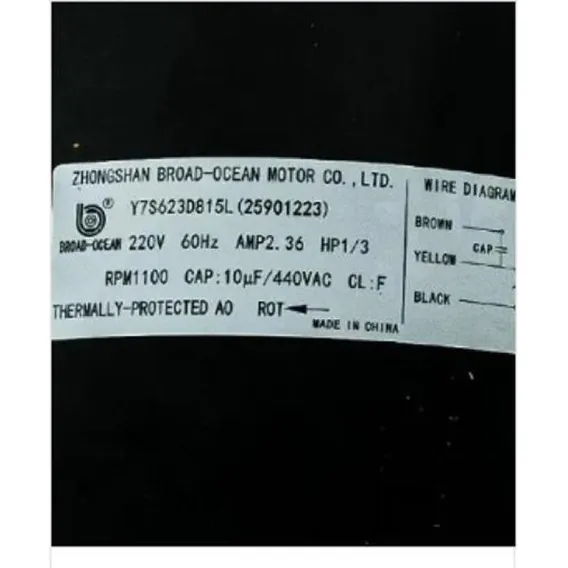 ZHONGSHAN BROAD-OCEAN MOTOR CO.,LTD.
Y7S623D815L(25901223)
BROAD-OCEAN 220V 60Hz AMP2.36 HP1/3
RPM1100 CAP:10μF/440VAC CL:F
THERMALLY-PROTECTED AO ROT
MADE IN CHINA
WIRE DIAGRAM
BROWN
CAP
YELLOW
BLACK